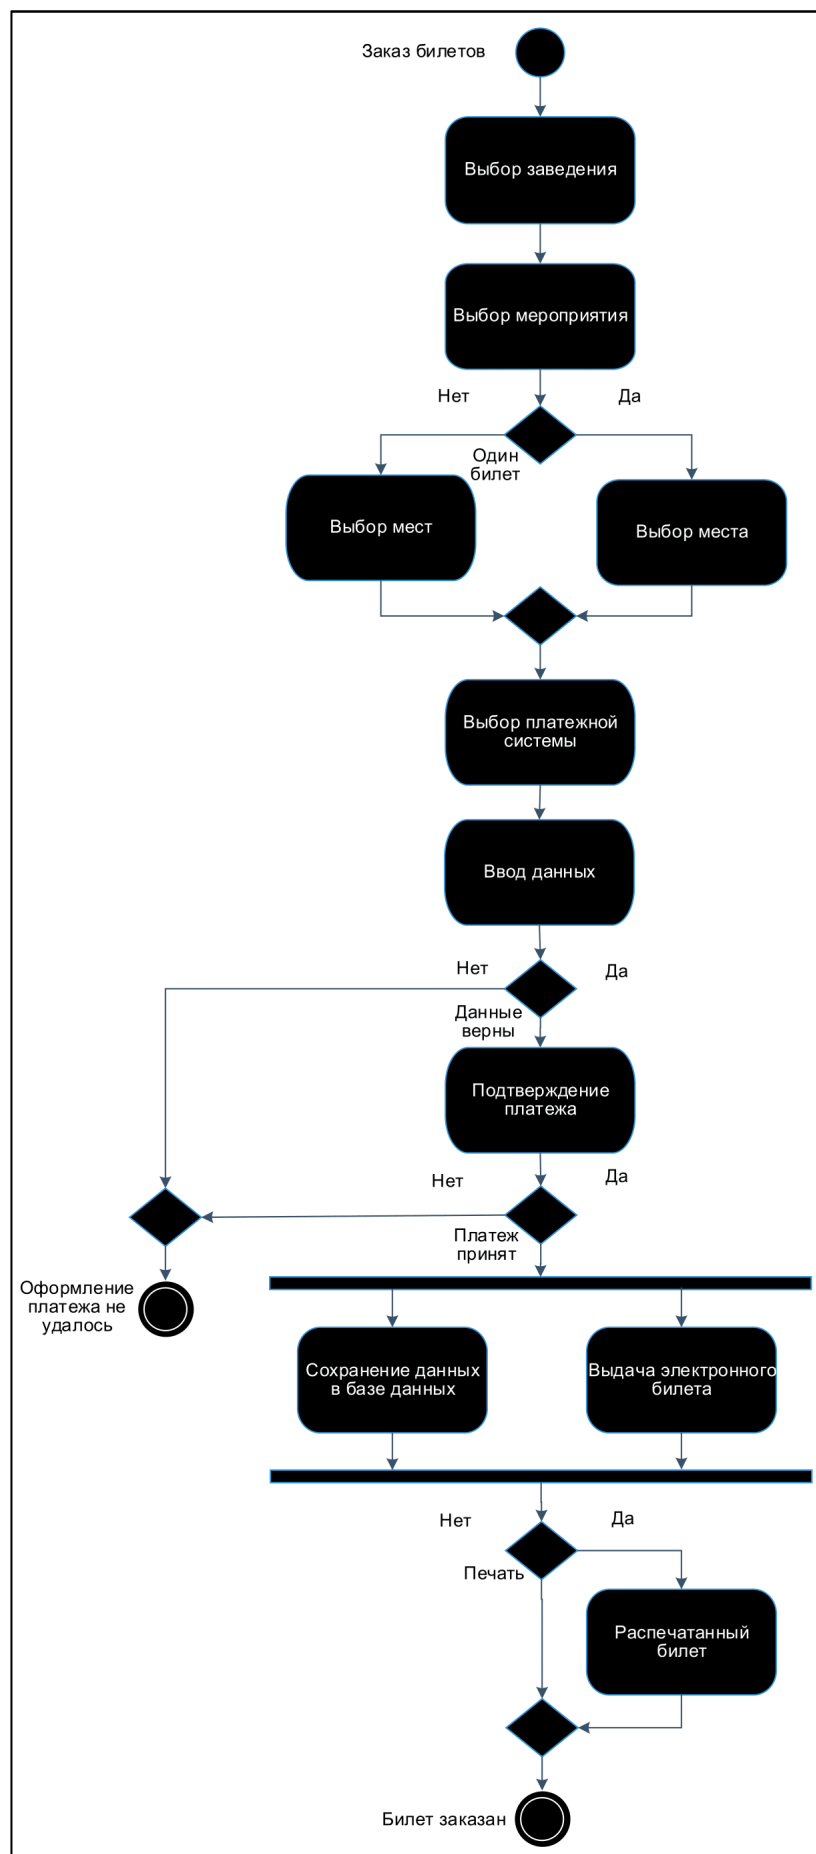 Заказ билетов
Выбор заведения
Выбор мероприятия
Нет
Да
Один
билет
Выбор мест
Выбор места
Выбор платежной
системы
Ввод данных
Нет
Да
Данные
верны
Подтверждение
платежа
Нет
Да
Платеж
принят
Оформление
платежа не
удалось
Сохранение данных
в базе данных
Выдача электронного
билета
Нет
Да
Печать
Распечатанный
билет
Билет заказан